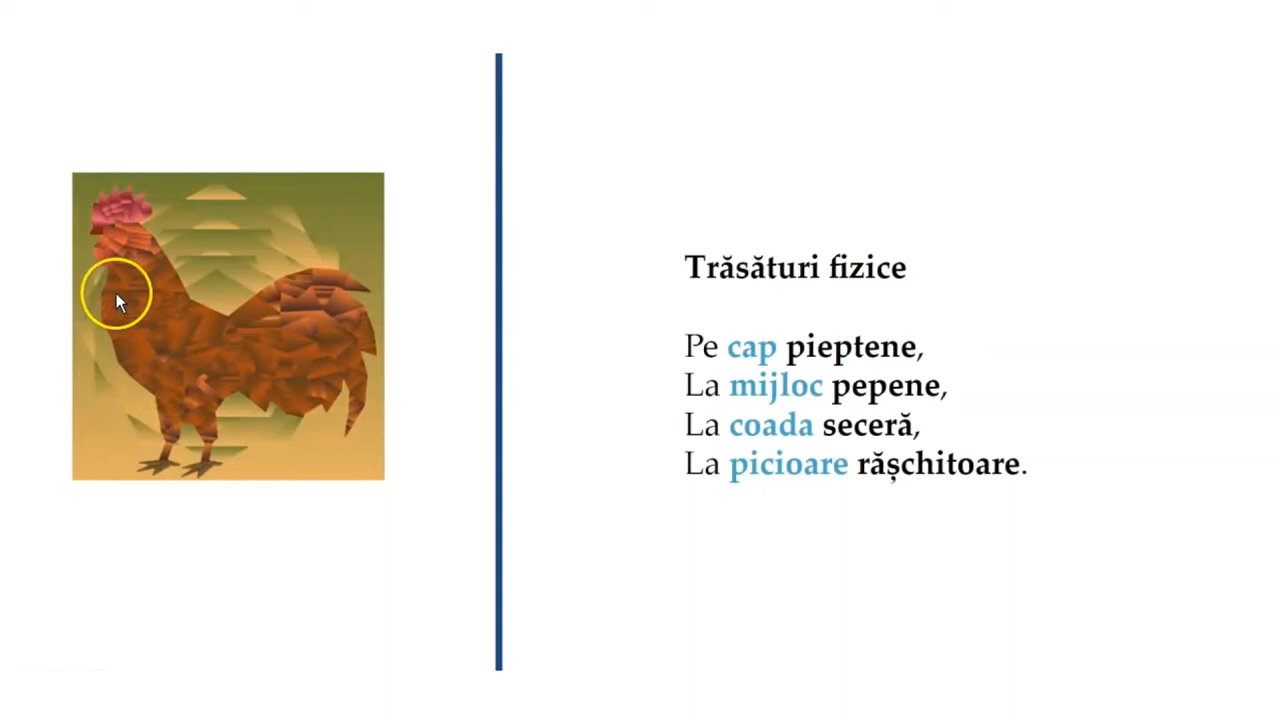 Trăsături fizice
Pe cap pieptene,
La mijloc pepene,
La coada seceră,
La picioare rășchitoare.